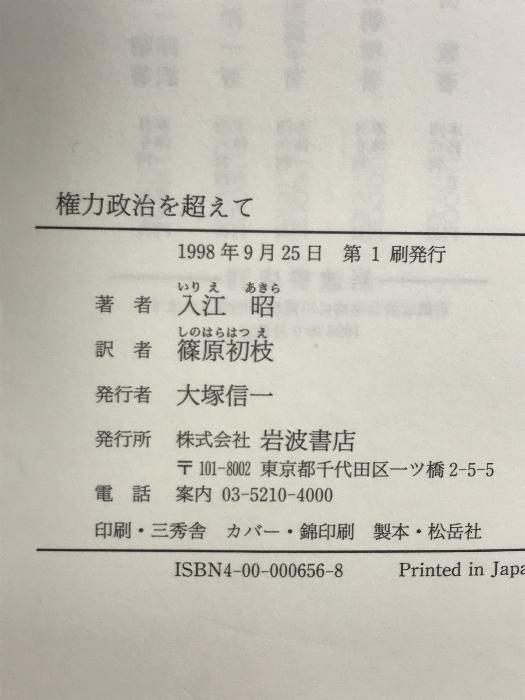 権力政治を超えて
1998年9月25日 第1刷発行
いりえ あきら
著者 入江 昭
しのはらはつえ
訳者 篠原初枝
発行者 大塚信一
発行所 株式会社 岩波書店
〒101-8002 東京都千代田区一ツ橋2-5-5
電話 案内 03-5210-4000
印刷・三秀舎 カバー・錦印刷 製本・松岳社
ISBN4-00-000656-8 Printed in Japa